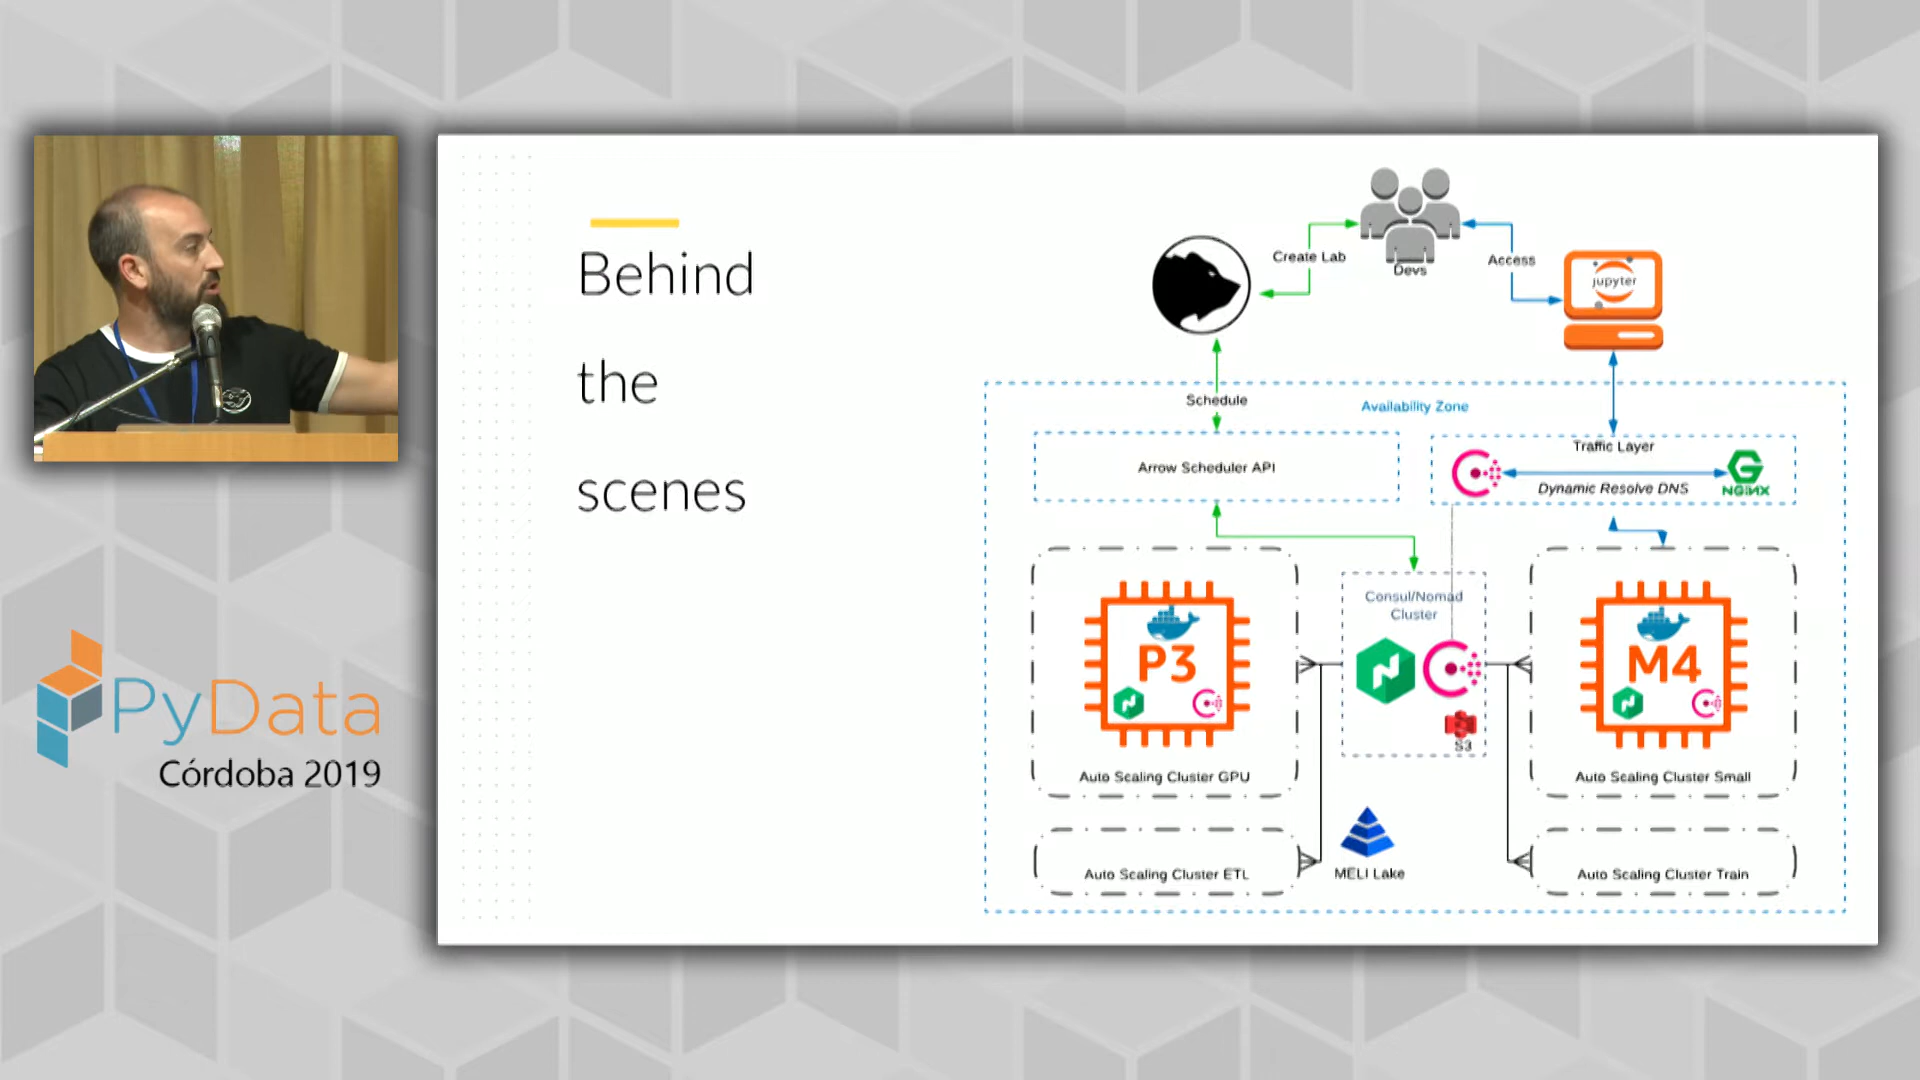 Behind
the
scenes
Devs
Create Lab
Access
jupyter
Schedule
Availability Zone
Arrow Scheduler API
Traffic Layer
Dynamic Resolve DNS
NGINX
Consul/Nomad
Cluster
P3
M4
S3
Auto Scaling Cluster GPU
Auto Scaling Cluster Small
MELI Lake
Auto Scaling Cluster ETL
Auto Scaling Cluster Train
PyData
Córdoba 2019